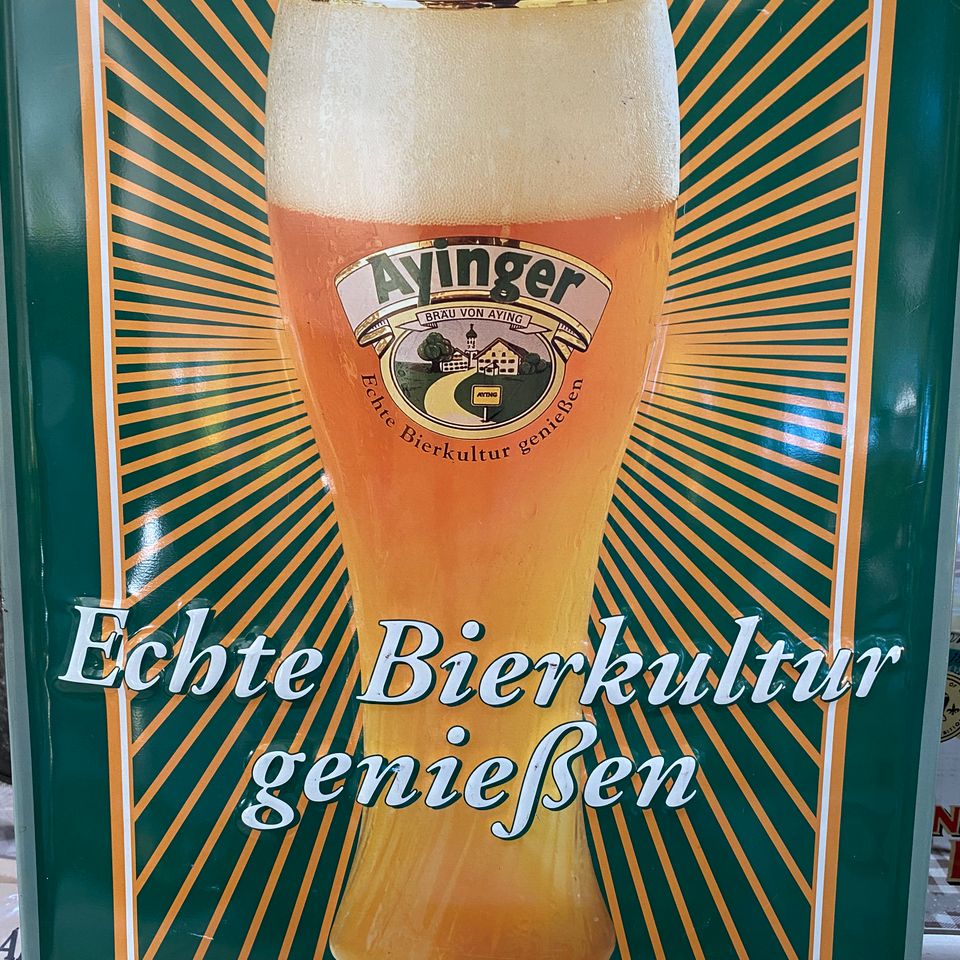 Ayinger
BRÄU VON AYING
AYING
Echte Bierkultur genießen
Echte Bierkultur
genießen